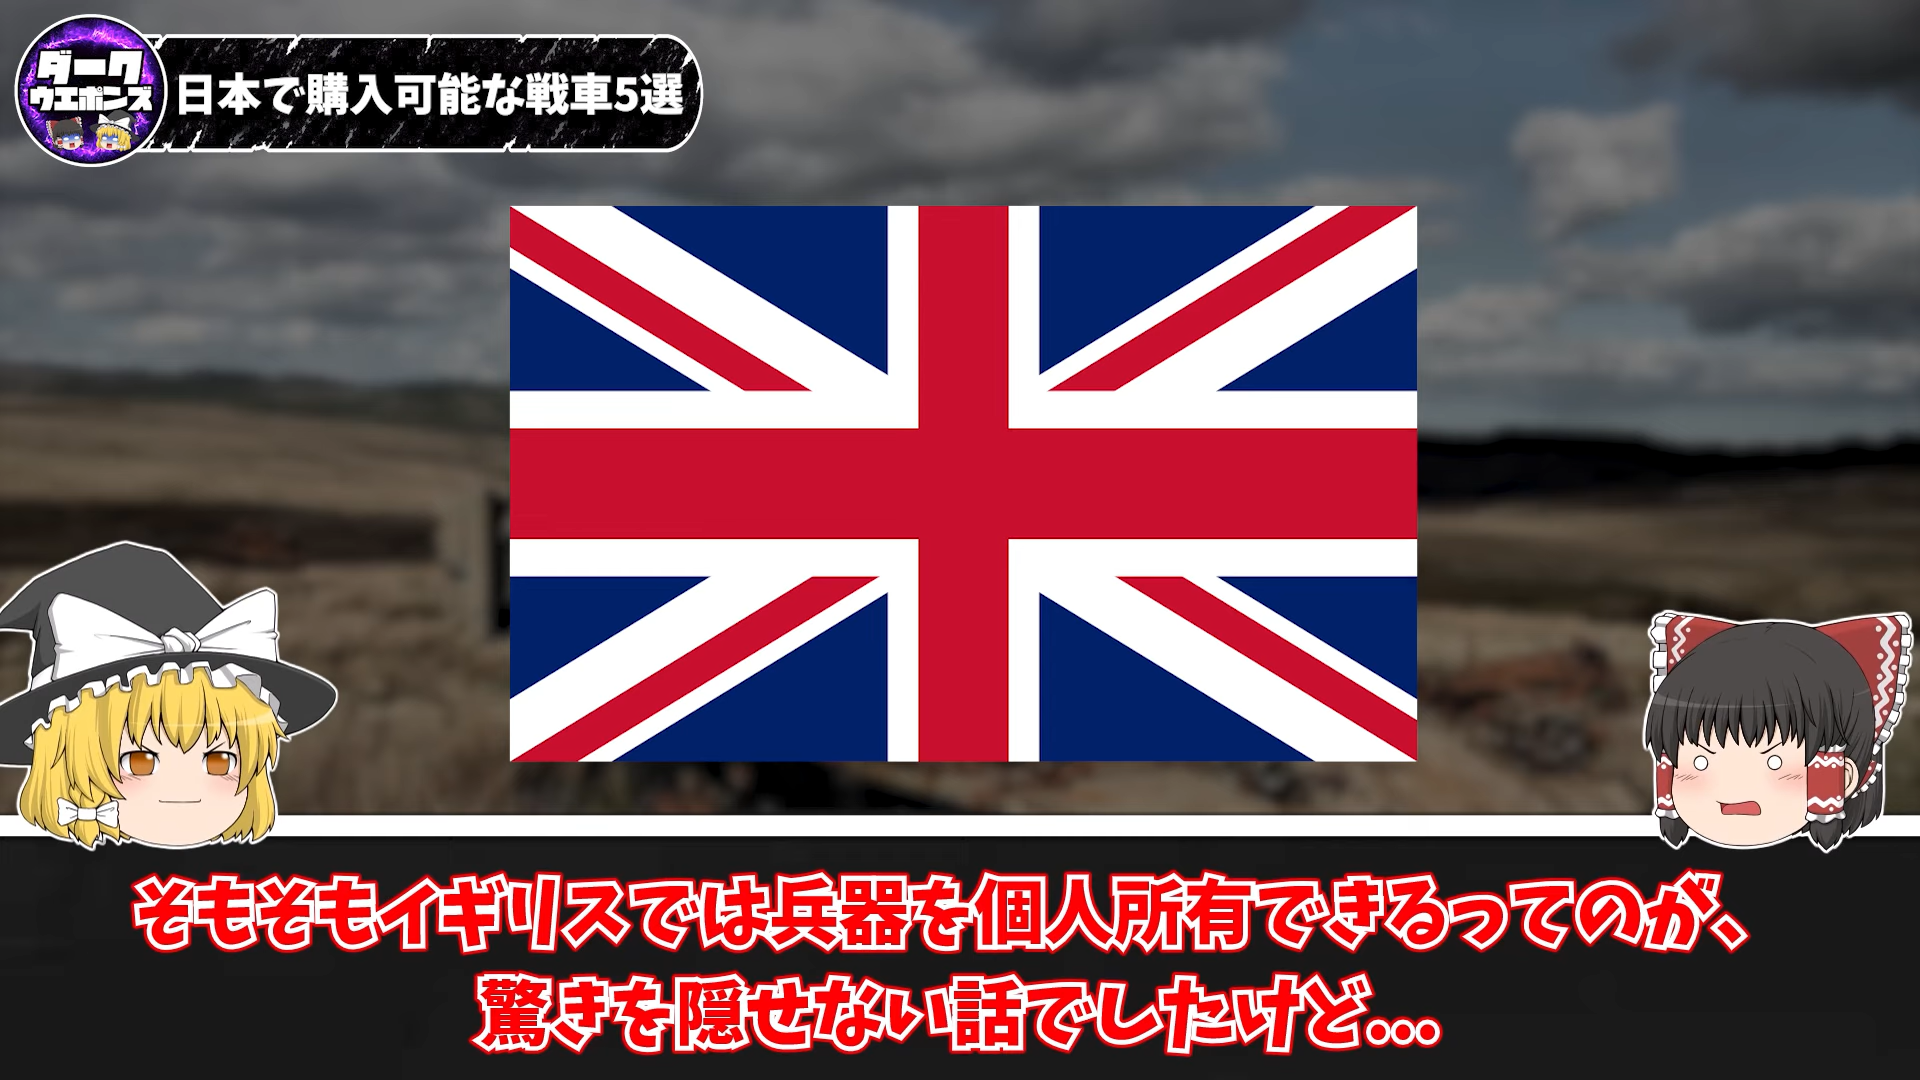 ダーク
ウエポンズ
日本で購入可能な戦車5選
そもそもイギリスでは兵器を個人所有できるってのが、
驚きを隠せない話でしたけど...